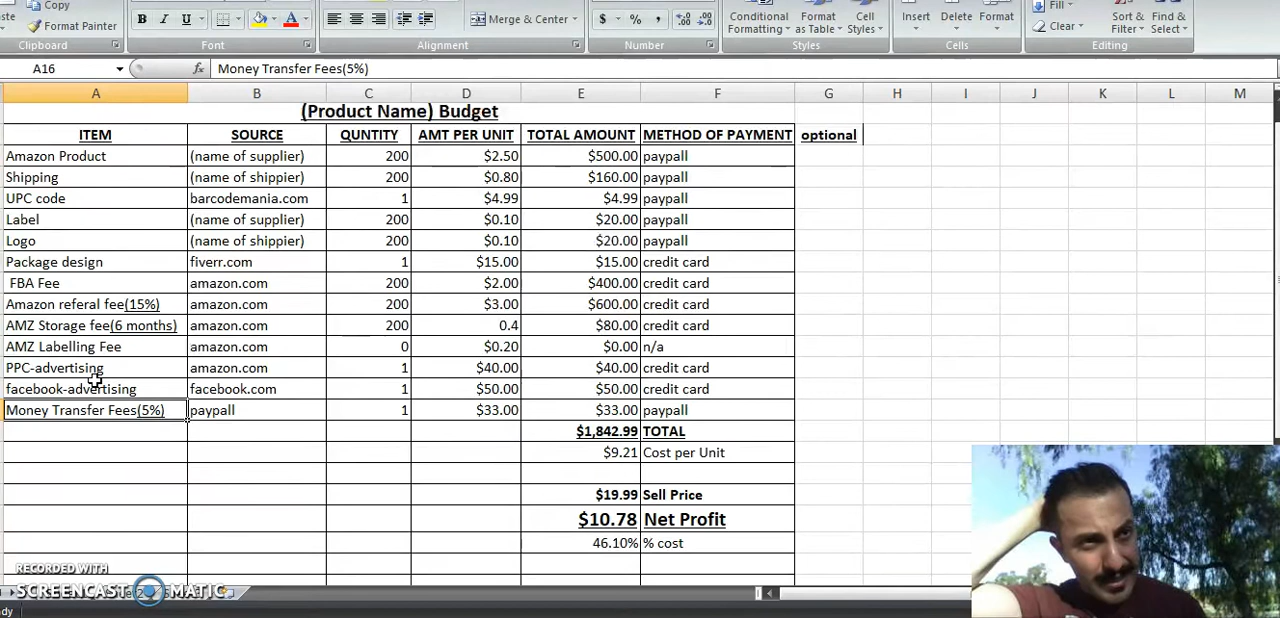 Copy
Format Painter
Clipboard
B I U
Font
Merge & Center
Alignment
$ % ,
Number
Conditional Formatting
Format as Table
Cell Styles
Styles
Insert
Delete
Format
Cells
Fill
Clear
Sort & Filter
Find & Select
Editing
A16 fx Money Transfer Fees(5%)
A B C D E F G H I J K L M
(Product Name) Budget
ITEM SOURCE QUNTITY AMT PER UNIT TOTAL AMOUNT METHOD OF PAYMENT optional
Amazon Product (name of supplier) 200 $2.50 $500.00 paypall
Shipping (name of shippier) 200 $0.80 $160.00 paypall
UPC code barcodemania.com 1 $4.99 $4.99 paypall
Label (name of supplier) 200 $0.10 $20.00 paypall
Logo (name of shippier) 200 $0.10 $20.00 paypall
Package design fiverr.com 1 $15.00 $15.00 credit card
FBA Fee amazon.com 200 $2.00 $400.00 credit card
Amazon referal fee(15%) amazon.com 200 $3.00 $600.00 credit card
AMZ Storage fee(6 months) amazon.com 200 0.4 $80.00 credit card
AMZ Labelling Fee amazon.com 0 $0.20 $0.00 n/a
PPC-advertising amazon.com 1 $40.00 $40.00 credit card
facebook-advertising facebook.com 1 $50.00 $50.00 credit card
Money Transfer Fees(5%) paypall 1 $33.00 $33.00 paypall
$1,842.99 TOTAL
$9.21 Cost per Unit
$19.99 Sell Price
$10.78 Net Profit
46.10% % cost
RECORDED WITH
SCREENCAST MATIC